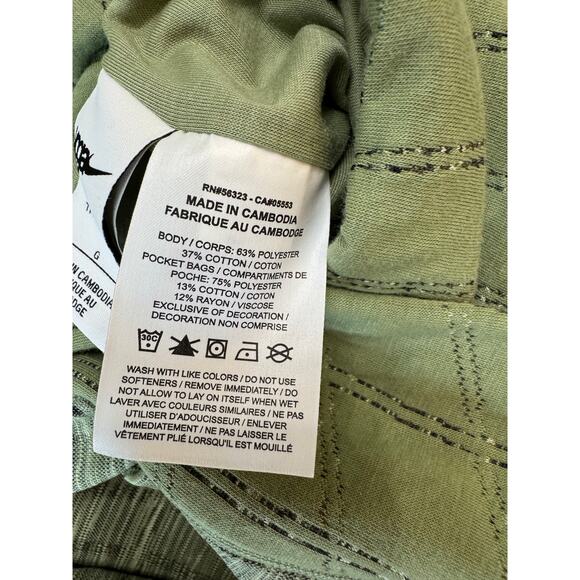 RN#56323 - CA#05553
MADE IN CAMBODIA
FABRIQUE AU CAMBODGE
BODY / CORPS: 63% POLYESTER
37% COTTON / COTON
POCKET BAGS / COMPARTIMENTS DE
POCHE: 75% POLYESTER
13% COTTON / COTON
12% RAYON / VISCOSE
EXCLUSIVE OF DECORATION /
DECORATION NON COMPRISE
30C
WASH WITH LIKE COLORS / DO NOT USE
SOFTENERS / REMOVE IMMEDIATELY / DO
NOT ALLOW TO LAY ON ITSELF WHEN WET
LAVER AVEC COULEURS SIMILAIRES / NE PAS
UTILISER D'ADOUCISSEUR / ENLEVER
IMMEDIATEMENT / NE PAS LAISSER LE
VÊTEMENT PLIÉ LORSQU'IL EST MOUILLÉ
G
IN CAMBODIA
QUE AU
ODGE